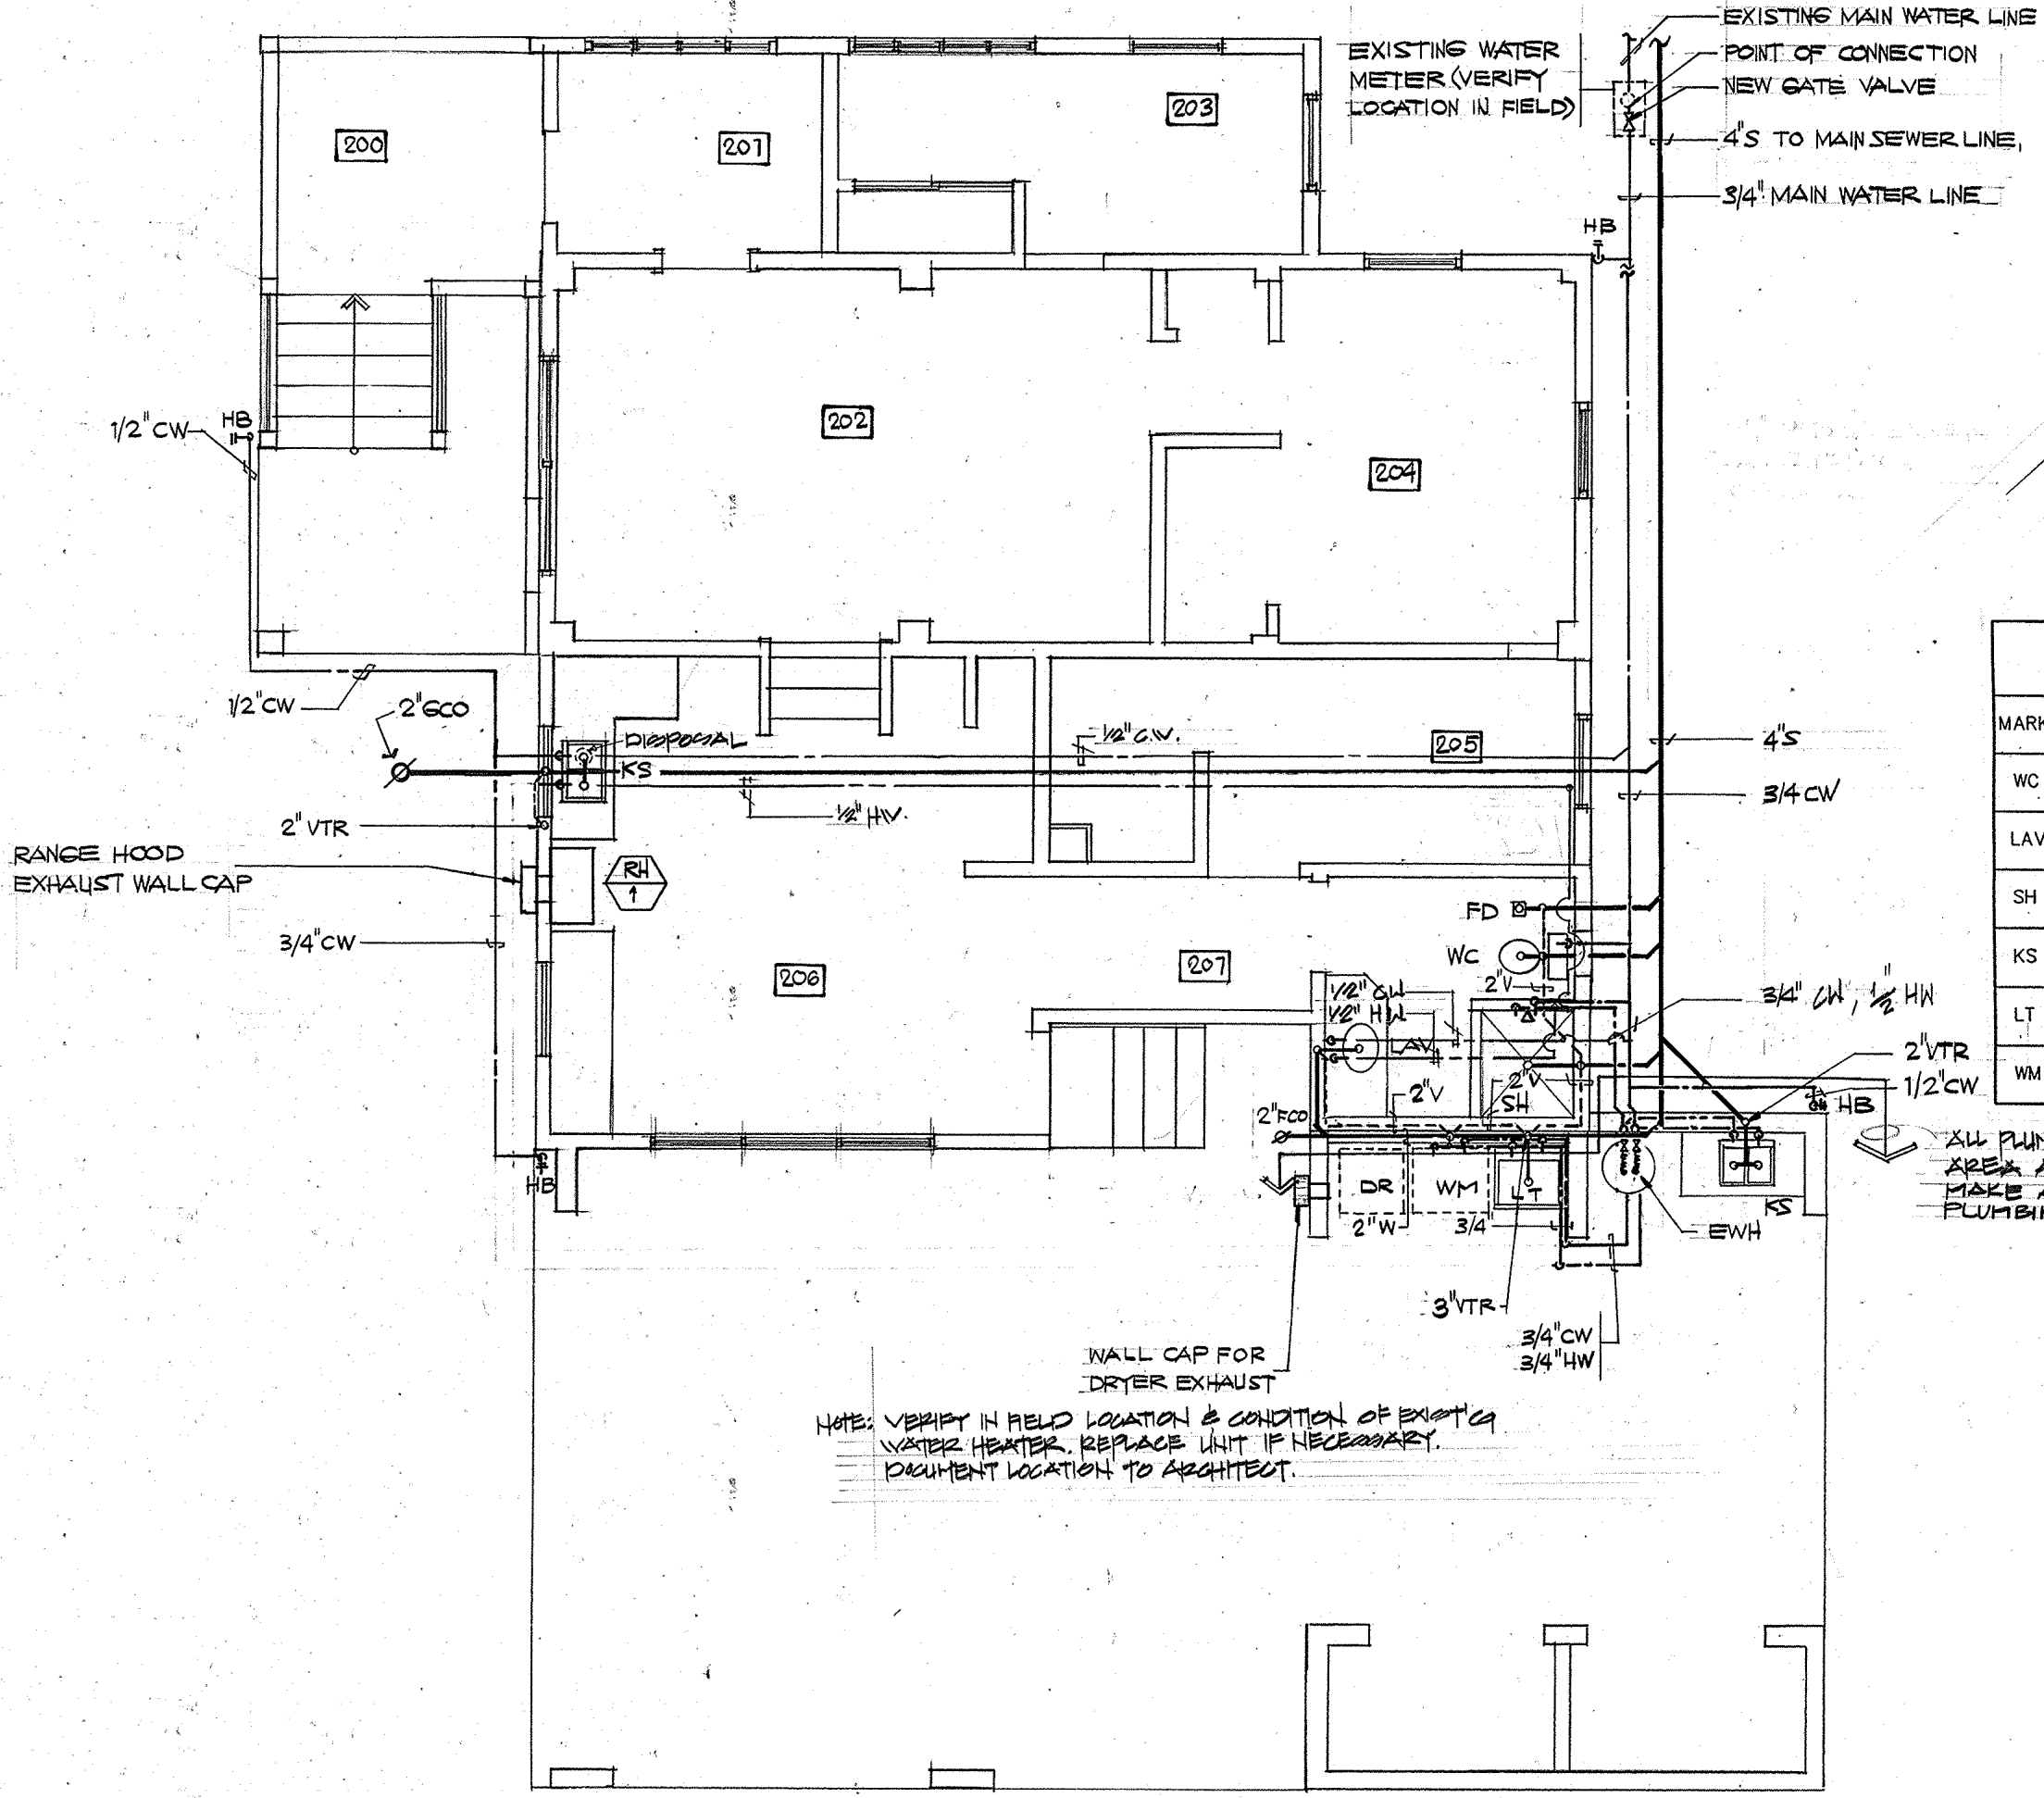 EXISTING MAIN WATER LINE
POINT OF CONNECTION
NEW GATE VALVE
4"S TO MAIN SEWER LINE,
3/4" MAIN WATER LINE
EXISTING WATER
METER (VERIFY
LOCATION IN FIELD)
HB
200
201
203
202
204
1/2" CW
HB
1/2" CW
2" GCO
DISPOSAL
KS
1/2" C.W.
205
4"S
3/4 CW
1/2" HW.
2" VTR
RANGE HOOD
EXHAUST WALL CAP
RH
1
3/4" CW
206
207
FD
WC
2"V
1/2" CW
1/2" HW
LAV
3/4" CW, 1/2" HW
2"VTR
1/2"CW
HB
2"V
2"V
SH
2"FCO
DR
WM
LT
2"W
3/4
EWH
KS
HB
3"VTR
3/4"CW
3/4"HW
WALL CAP FOR
DRYER EXHAUST
NOTE: VERIFY IN FIELD LOCATION & CONDITION OF EXIST'G
WATER HEATER. REPLACE UNIT IF NECESSARY.
DOCUMENT LOCATION TO ARCHITECT.
MARK
WC
LAV
SH
KS
LT
WM
ALL PLUM
AREA A
MAKE A
PLUMBIN